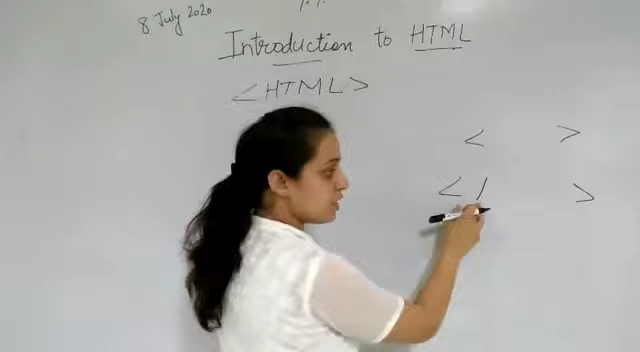 8 July 2020
Introduction to HTML
<HTML>
< >
</ >